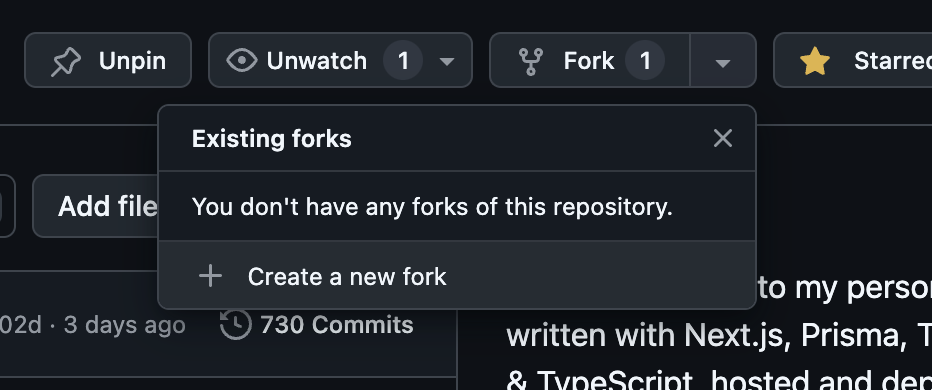 Unpin
Unwatch 1
Fork 1
Starred
Existing forks
You don't have any forks of this repository.
Create a new fork
Add file
02d · 3 days ago
730 Commits
to my perso
written with Next.js, Prisma, T
& TypeScript, hosted and dep